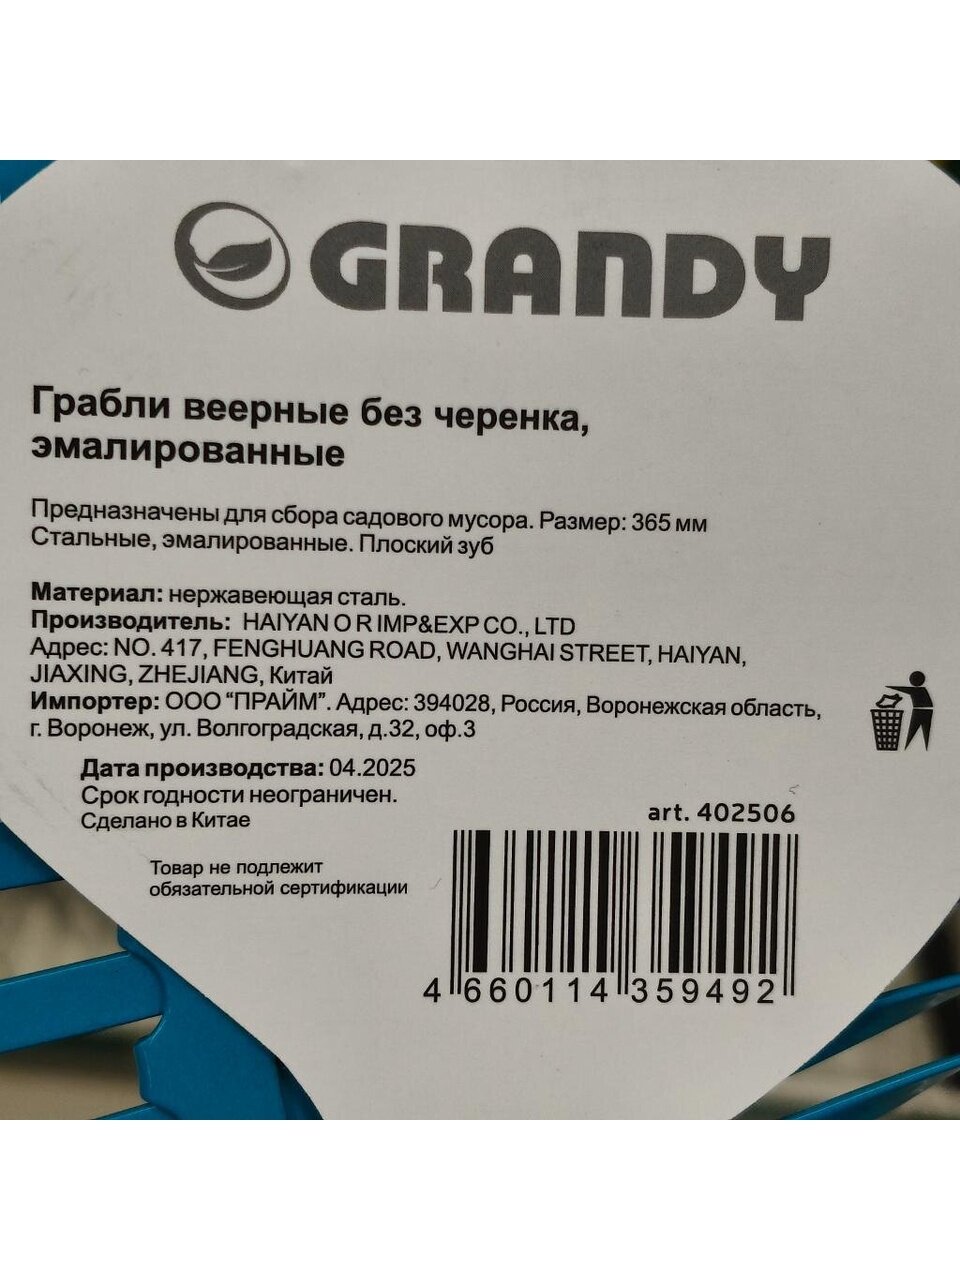 GRANDY
Грабли веерные без черенка,
эмалированные
Предназначены для сбора садового мусора. Размер: 365 мм
Стальные, эмалированные. Плоский зуб
Материал: нержавеющая сталь.
Производитель: HAIYAN O R IMP&EXP CO., LTD
Адрес: NO. 417, FENGHUANG ROAD, WANGHAI STREET, HAIYAN,
JIAXING, ZHEJIANG, Китай
Импортер: ООО “ПРАЙМ”. Адрес: 394028, Россия, Воронежская область,
г. Воронеж, ул. Волгоградская, д.32, оф.3
Дата производства: 04.2025
Срок годности неограничен.
Сделано в Китае
art. 402506
Товар не подлежит
обязательной сертификации
4 660114 359492